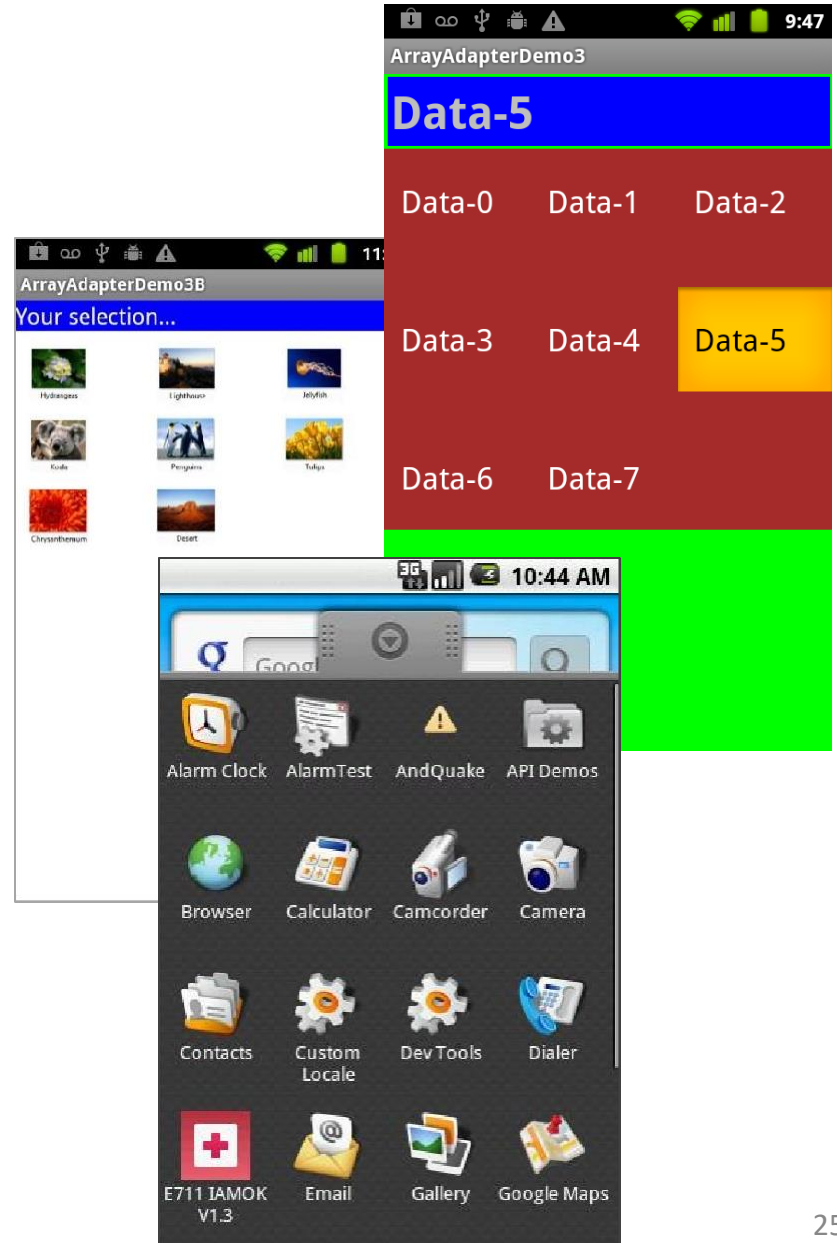 9:47
ArrayAdapterDemo3
Data-5
Data-0 Data-1 Data-2
Data-3 Data-4 Data-5
Data-6 Data-7
11:
ArrayAdapterDemo3B
Your selection...
Hydrangeas Lighthouse Jellyfish
Koala Penguins Tulips
Chrysanthemum Desert
3G 10:44 AM
Alarm Clock AlarmTest AndQuake API Demos
Browser Calculator Camcorder Camera
Contacts Custom Locale Dev Tools Dialer
E711 IAMOK V1.3 Email Gallery Google Maps
25